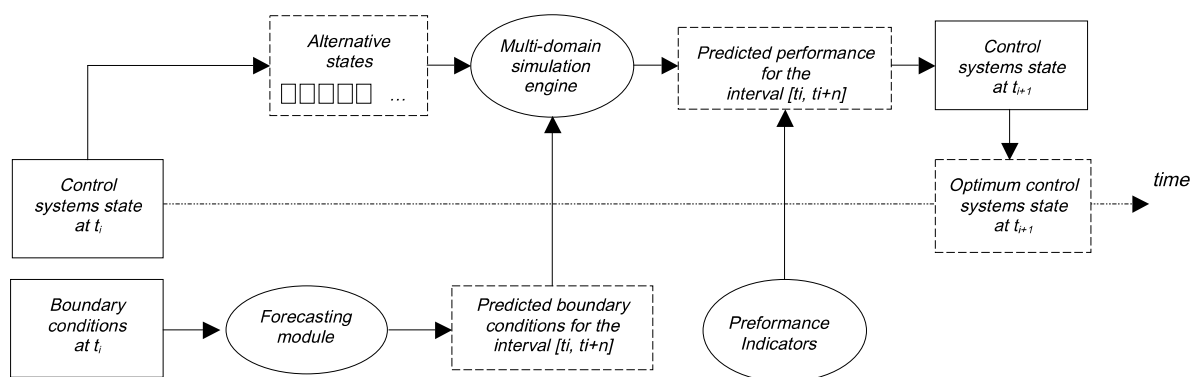 Alternative
states
...
Multi-domain
simulation
engine
Predicted performance
for the
interval [ti, ti+n]
Control
systems state
at ti+1
Control
systems state
at ti
Optimum control
systems state
at ti+1
time
Boundary
conditions
at ti
Forecasting
module
Predicted boundary
conditions for the
interval [ti, ti+n]
Preformance
Indicators